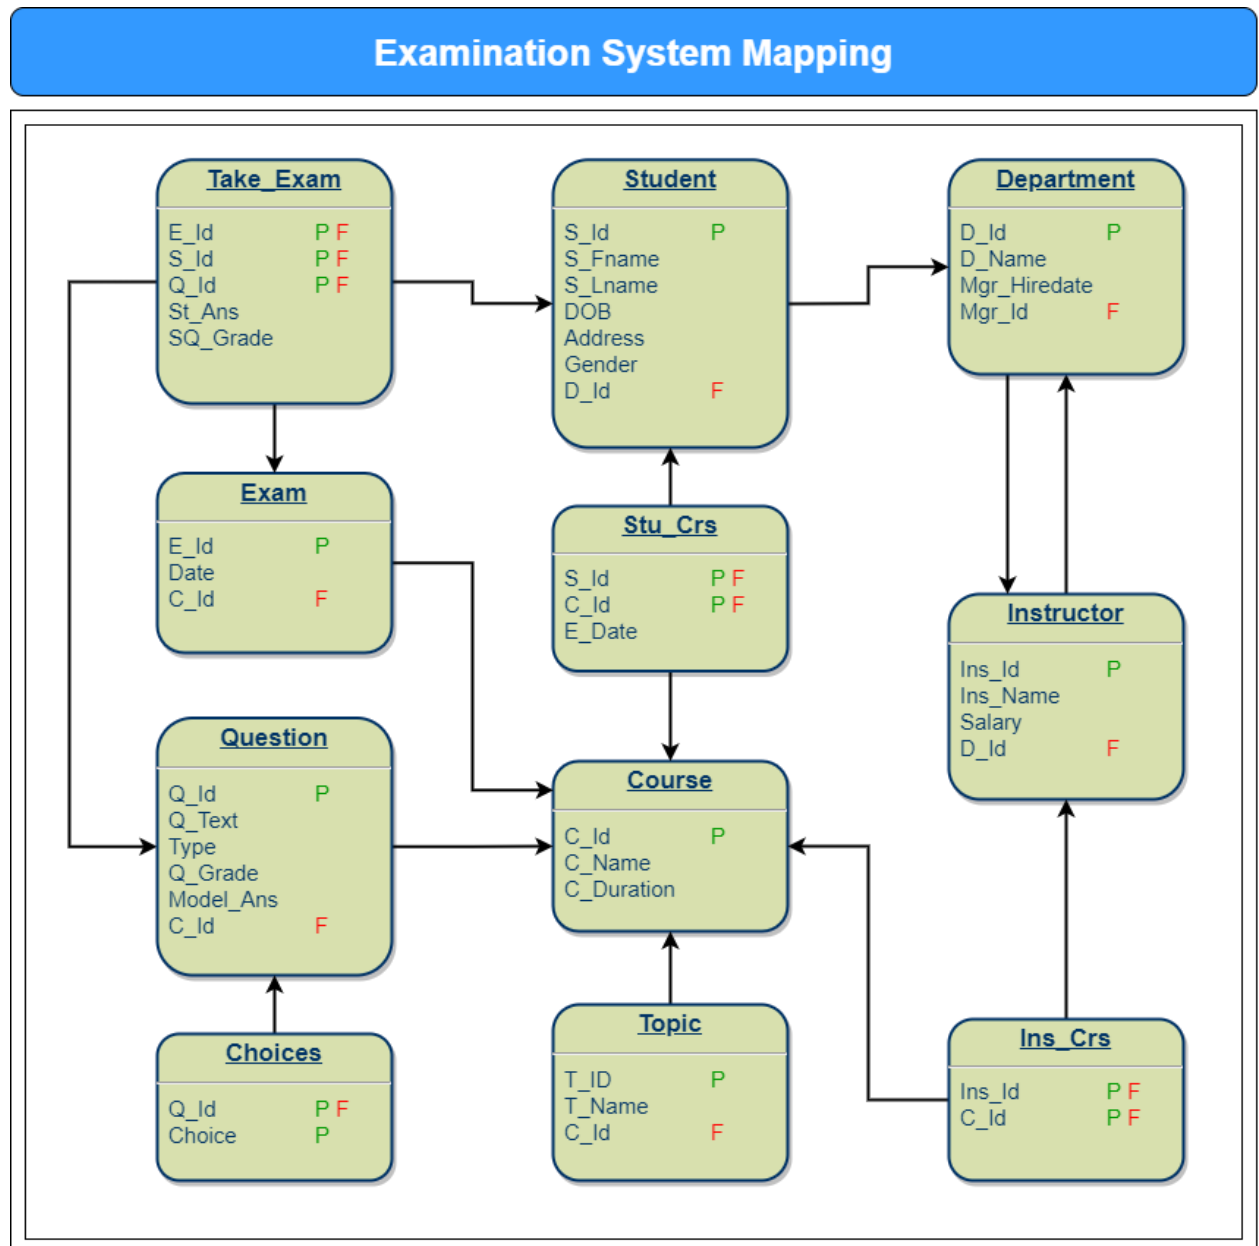 Examination System Mapping
Take_Exam
E_Id P F
S_Id P F
Q_Id P F
St_Ans
SQ_Grade
Student
S_Id P
S_Fname
S_Lname
DOB
Address
Gender
D_Id F
Department
D_Id P
D_Name
Mgr_Hiredate
Mgr_Id F
Exam
E_Id P
Date
C_Id F
Stu_Crs
S_Id P F
C_Id P F
E_Date
Instructor
Ins_Id P
Ins_Name
Salary
D_Id F
Question
Q_Id P
Q_Text
Type
Q_Grade
Model_Ans
C_Id F
Course
C_Id P
C_Name
C_Duration
Choices
Q_Id P F
Choice P
Topic
T_ID P
T_Name
C_Id F
Ins_Crs
Ins_Id P F
C_Id P F